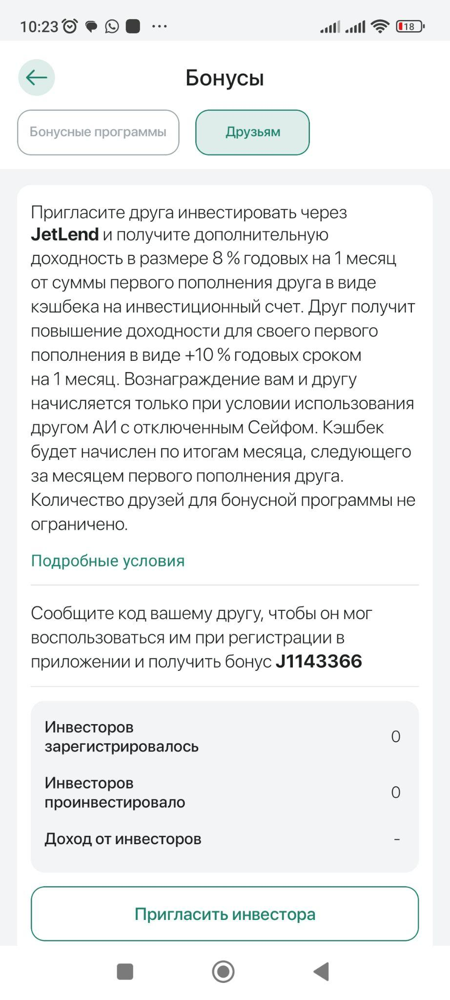 10:23
18
Бонусы
Бонусные программы
Друзьям
Пригласите друга инвестировать через
JetLend и получите дополнительную
доходность в размере 8 % годовых на 1 месяц
от суммы первого пополнения друга в виде
кэшбека на инвестиционный счет. Друг получит
повышение доходности для своего первого
пополнения в виде +10 % годовых сроком
на 1 месяц. Вознаграждение вам и другу
начисляется только при условии использования
другом АИ с отключенным Сейфом. Кэшбек
будет начислен по итогам месяца, следующего
за месяцем первого пополнения друга.
Количество друзей для бонусной программы не
ограничено.
Подробные условия
Сообщите код вашему другу, чтобы он мог
воспользоваться им при регистрации в
приложении и получить бонус J1143366
Инвесторов
зарегистрировалось
0
Инвесторов
проинвестировало
0
Доход от инвесторов
-
Пригласить инвестора